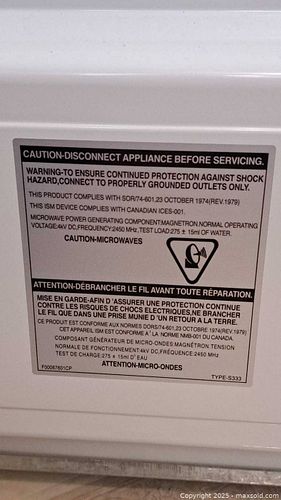 CAUTION-DISCONNECT APPLIANCE BEFORE SERVICING.
WARNING-TO ENSURE CONTINUED PROTECTION AGAINST SHOCK
HAZARD,CONNECT TO PROPERLY GROUNDED OUTLETS ONLY.
THIS PRODUCT COMPLIES WITH SOR/74-601,23 OCTOBER 1974(REV.1979)
THIS ISM DEVICE COMPLIES WITH CANADIAN ICES-001.
MICROWAVE POWER GENERATING COMPONENT:MAGNETRON,NORMAL OPERATING
VOLTAGE:4kV DC,FREQUENCY:2450 MHz,TEST LOAD:275 ± 15ml OF WATER.
CAUTION-MICROWAVES
ATTENTION-DÉBRANCHER LE FIL AVANT TOUTE RÉPARATION.
MISE EN GARDE-AFIN D'ASSURER UNE PROTECTION CONTINUE
CONTRE LES RISQUES DE CHOCS ELECTRIQUES,NE BRANCHER
LE FIL QUE DANS UNE PRISE MUNIE D'UN RETOUR A LA TERRE.
CE PRODUIT EST CONFORME AUX NORMES DORS/74-601,23 OCTOBRE 1974(REV.1979)
CET APPAREIL ISM EST CONFORME À LA NORME NMB-001 DU CANADA.
COMPOSANT GÉNÉRATEUR DE MICRO-ONDES:MAGNÉTRON.TENSION
NORMALE DE FONCTIONNEMENT:4kV DC,FRÉQUENCE:2450 MHz
TEST DE CHARGE:275 ± 15ml D'EAU
ATTENTION-MICRO-ONDES
F00067601CP
TYPE-S333
Copyright © 2025 - maxsold.com